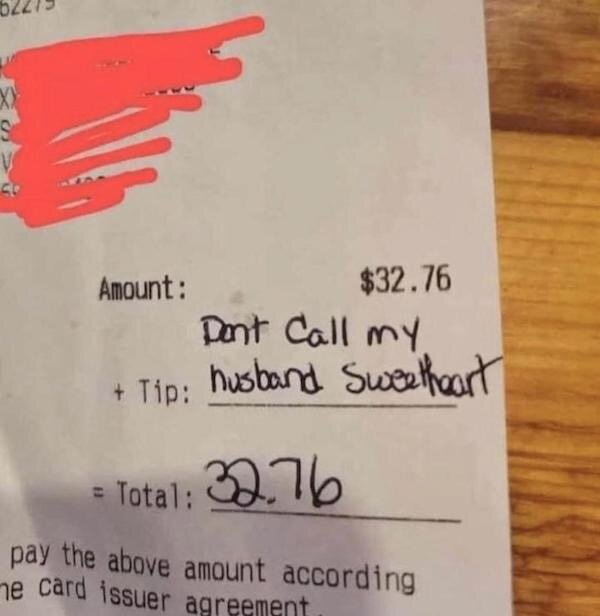 Amount: $32.76
Dont Call my
+ Tip: husband Sweetheart
= Total: 32.76
pay the above amount according
card issuer agreement.